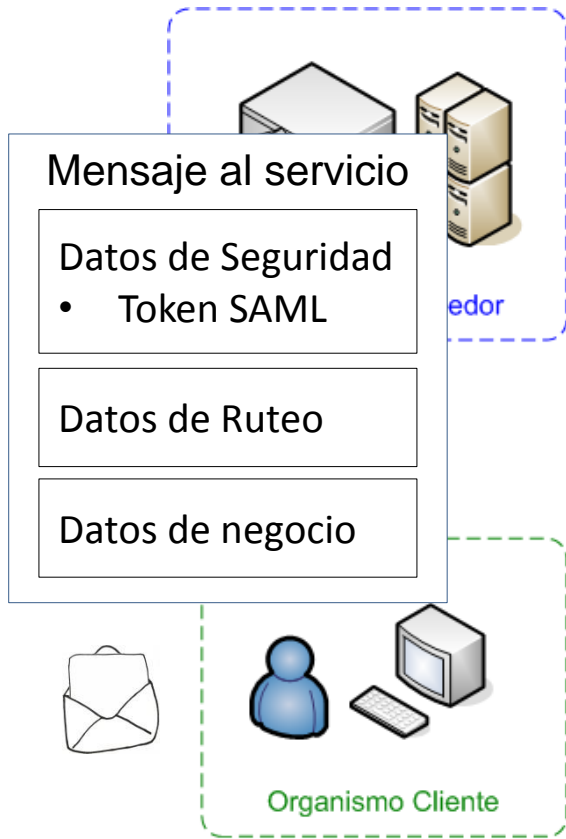 Mensaje al servicio
Datos de Seguridad
• Token SAML
edor
Datos de Ruteo
Datos de negocio
Organismo Cliente